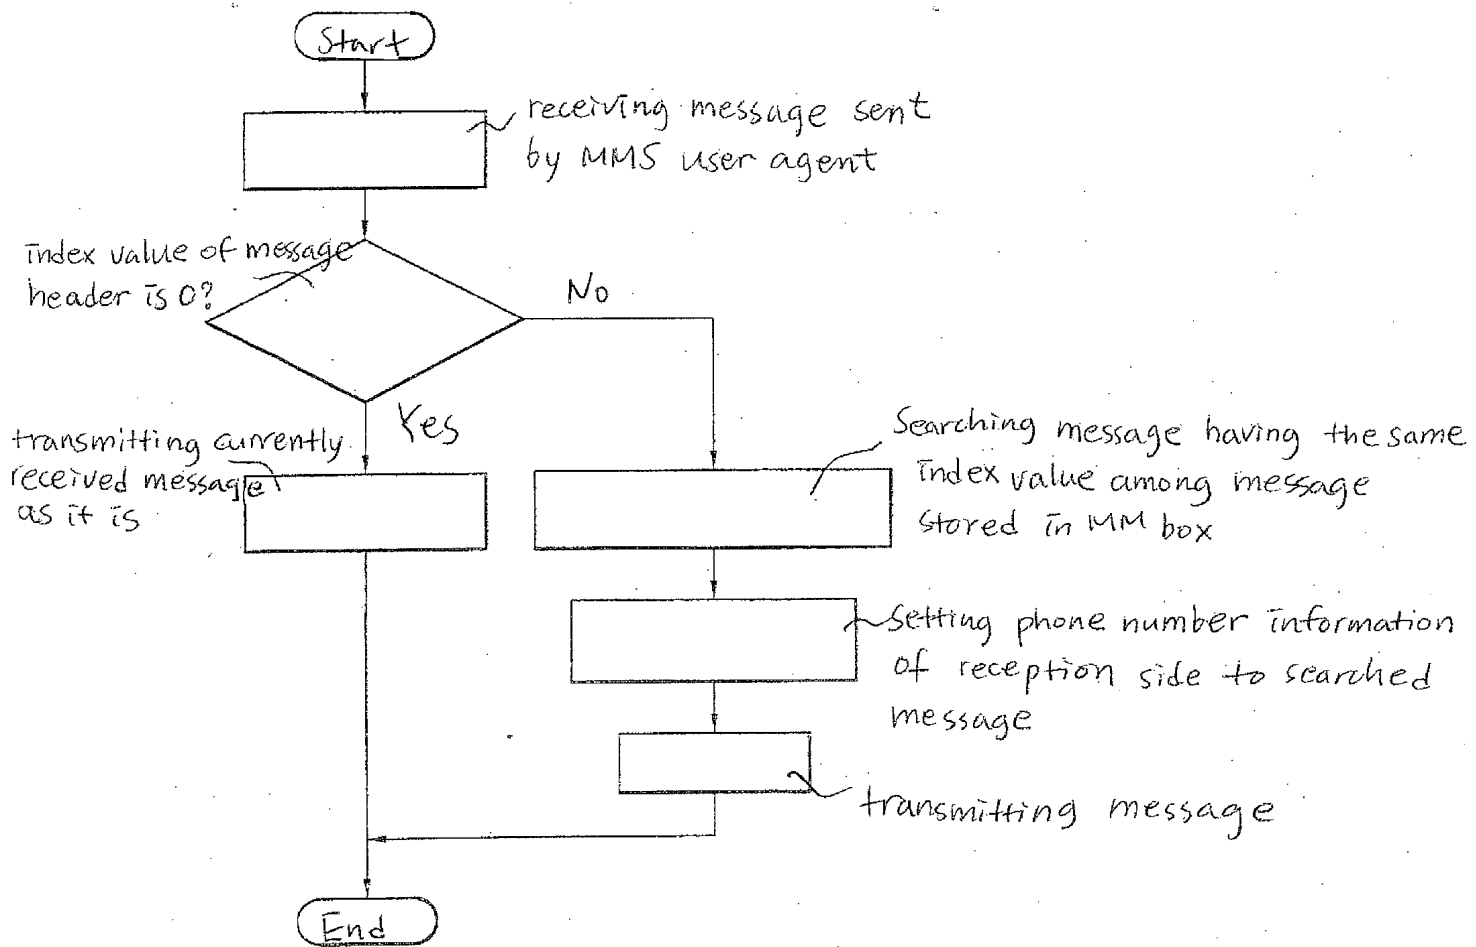 Start
receiving message sent
by MMS user agent
index value of message
header is 0?
No
Yes
transmitting currently
received message
as it is
Searching message having the same
index value among message
stored in MM box
Setting phone number information
of reception side to searched
message
transmitting message
End